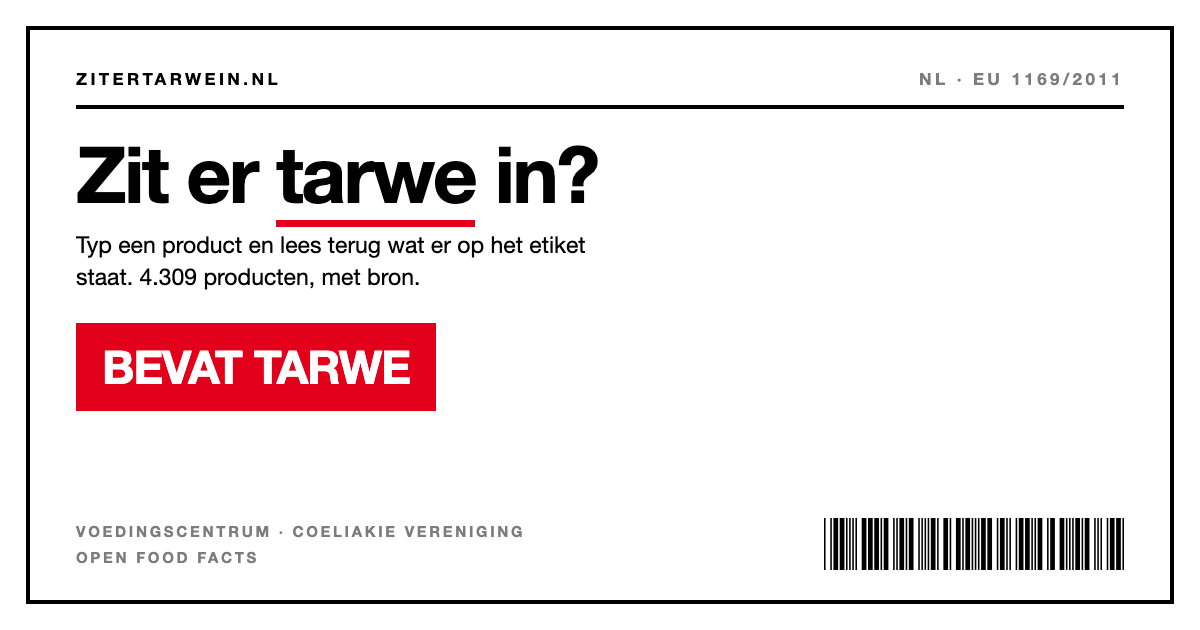 ZITERTARWEIN.NL
NL · EU 1169/2011
Zit er tarwe in?
Typ een product en lees terug wat er op het etiket
staat. 4.309 producten, met bron.
BEVAT TARWE
VOEDINGSCENTRUM · COELIAKIE VERENIGING
OPEN FOOD FACTS